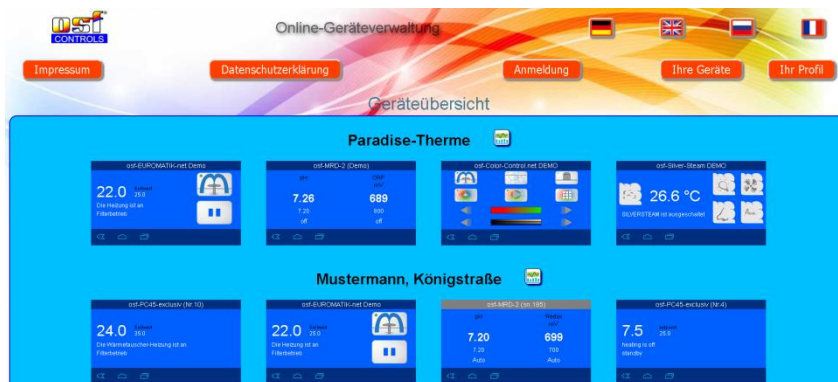 osf
CONTROLS
Online-Geräteverwaltung
Impressum
Datenschutzerklärung
Anmeldung
Ihre Geräte
Ihr Profil
Geräteübersicht
Paradise-Therme
osf-EUROMATIK-net Demo
22.0
25.0
Die Heizung ist an
Filterbetrieb
osf-MRD-2 (Demo)
pH
ORP
mV
7.26
689
7.20
off
off
osf-Color-Control.net DEMO
osf-Silver-Steam DEMO
26.6 °C
SILVERSTEAM ist ausgeschaltet
Mustermann, Königstraße
osf-PC45-exclusiv (Nr.10)
24.0
25.0
Die Wärmetauscher-Heizung ist an
Filterbetrieb
osf-EUROMATIK-net Demo
22.0
25.0
Die Heizung ist an
Filterbetrieb
osf-MRD-2 (sn.195)
pH
Redox
mV
7.20
699
7.20
700
Auto
Auto
osf-PC45-exclusiv (Nr.4)
7.5
25.0
heating is off
standby